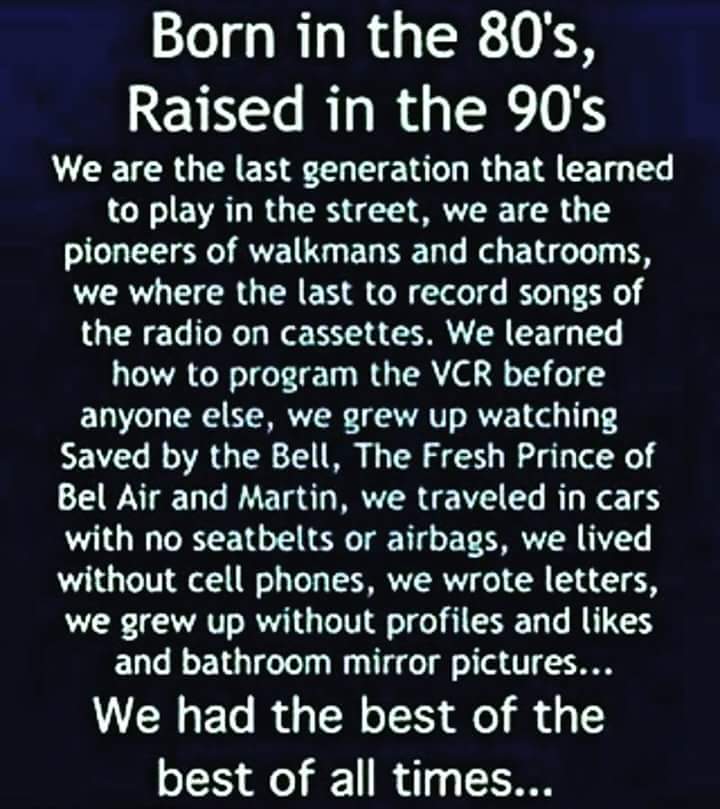 Born in the 80's,
Raised in the 90's
We are the last generation that learned
to play in the street, we are the
pioneers of walkmans and chatrooms,
we where the last to record songs of
the radio on cassettes. We learned
how to program the VCR before
anyone else, we grew up watching
Saved by the Bell, The Fresh Prince of
Bel Air and Martin, we traveled in cars
with no seatbelts or airbags, we lived
without cell phones, we wrote letters,
we grew up without profiles and likes
and bathroom mirror pictures...
We had the best of the
best of all times...